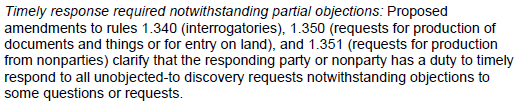 Timely response required notwithstanding partial objections: Proposed
amendments to rules 1.340 (interrogatories), 1.350 (requests for production of
documents and things or for entry on land), and 1.351 (requests for production
from nonparties) clarify that the responding party or nonparty has a duty to timely
respond to all unobjected-to discovery requests notwithstanding objections to
some questions or requests.